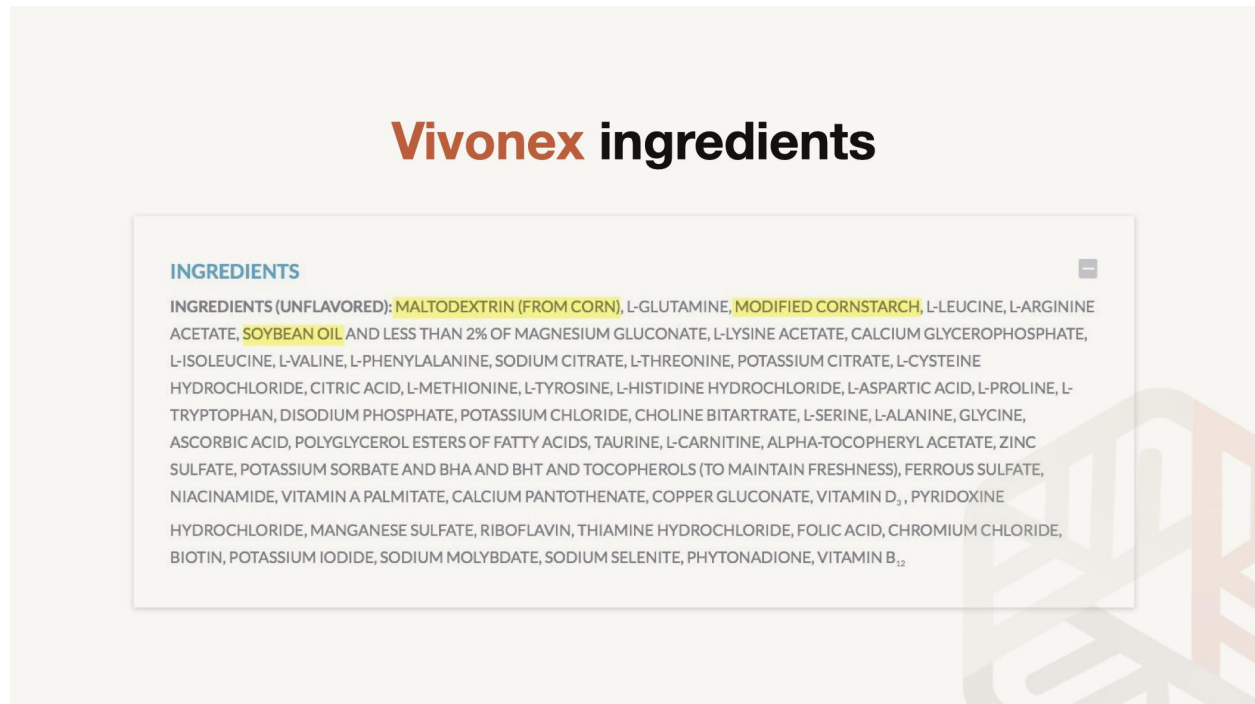 Vivonex ingredients
INGREDIENTS
INGREDIENTS (UNFLAVORED): MALTODEXTRIN (FROM CORN), L-GLUTAMINE, MODIFIED CORNSTARCH, L-LEUCINE, L-ARGININE
ACETATE, SOYBEAN OIL AND LESS THAN 2% OF MAGNESIUM GLUCONATE, L-LYSINE ACETATE, CALCIUM GLYCEROPHOSPHATE,
L-ISOLEUCINE, L-VALINE, L-PHENYLALANINE, SODIUM CITRATE, L-THREONINE, POTASSIUM CITRATE, L-CYSTEINE
HYDROCHLORIDE, CITRIC ACID, L-METHIONINE, L-TYROSINE, L-HISTIDINE HYDROCHLORIDE, L-ASPARTIC ACID, L-PROLINE, L-
TRYPTOPHAN, DISODIUM PHOSPHATE, POTASSIUM CHLORIDE, CHOLINE BITARTRATE, L-SERINE, L-ALANINE, GLYCINE,
ASCORBIC ACID, POLYGLYCEROL ESTERS OF FATTY ACIDS, TAURINE, L-CARNITINE, ALPHA-TOCOPHERYL ACETATE, ZINC
SULFATE, POTASSIUM SORBATE AND BHA AND BHT AND TOCOPHEROLS (TO MAINTAIN FRESHNESS), FERROUS SULFATE,
NIACINAMIDE, VITAMIN A PALMITATE, CALCIUM PANTOTHENATE, COPPER GLUCONATE, VITAMIN D₃ , PYRIDOXINE
HYDROCHLORIDE, MANGANESE SULFATE, RIBOFLAVIN, THIAMINE HYDROCHLORIDE, FOLIC ACID, CHROMIUM CHLORIDE,
BIOTIN, POTASSIUM IODIDE, SODIUM MOLYBDATE, SODIUM SELENITE, PHYTONADIONE, VITAMIN B₁₂